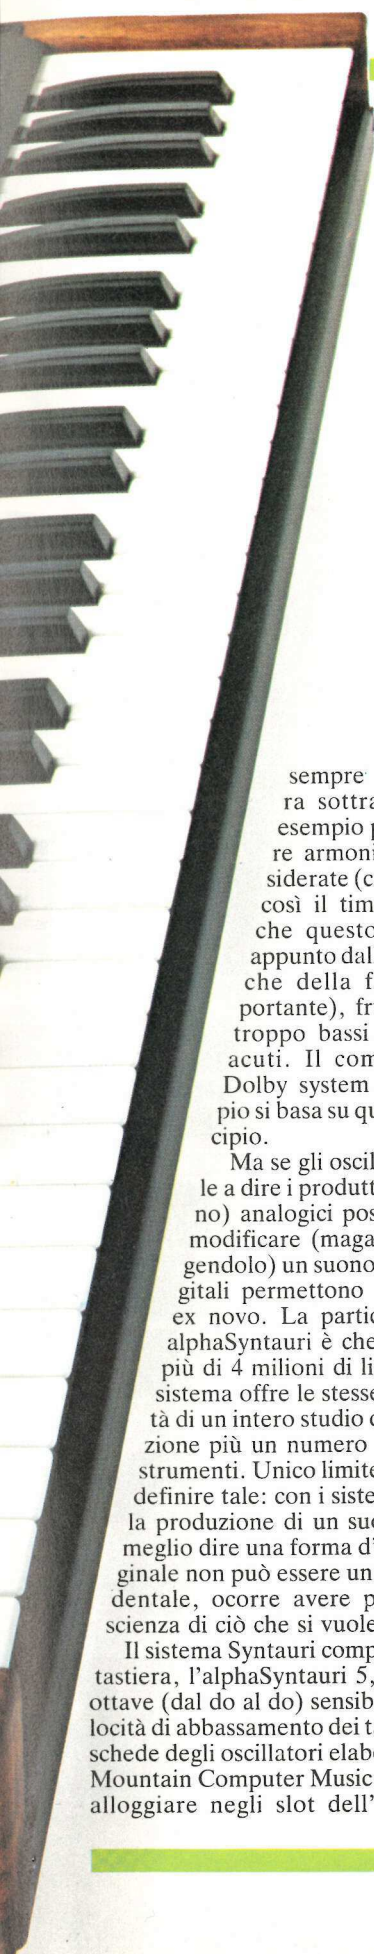 sempre
ra sottra
esempio p
re armoni
siderate (c
così il tim
che questo
appunto dal
che della f
portante), fr
troppo bassi
acuti. Il com
Dolby system
pio si basa su qu
cipio.
Ma se gli oscil
le a dire i produtt
no) analogici pos
modificare (maga
gendolo) un suono
gitali permettono
ex novo. La partic
alphaSyntauri è che
più di 4 milioni di li
sistema offre le stesse
tà di un intero studio d
zione più un numero
strumenti. Unico limite
definire tale: con i siste
la produzione di un suo
meglio dire una forma d'
ginale non può essere un
dentale, ocorre avere p
scienza di ciò che si vuole
Il sistema Syntauri comp
tastiera, l'alphaSyntauri 5,
ottave (dal do al do) sensib
locità di abbassamento dei ta
schede degli oscillatori elabo
Mountain Computer Music
alloggiare negli slot dell'